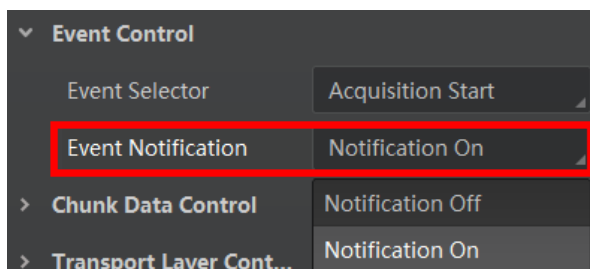 Event Control
Event Selector Acquisition Start
Event Notification Notification On
Chunk Data Control Notification Off
Transport Layer Cont... Notification On